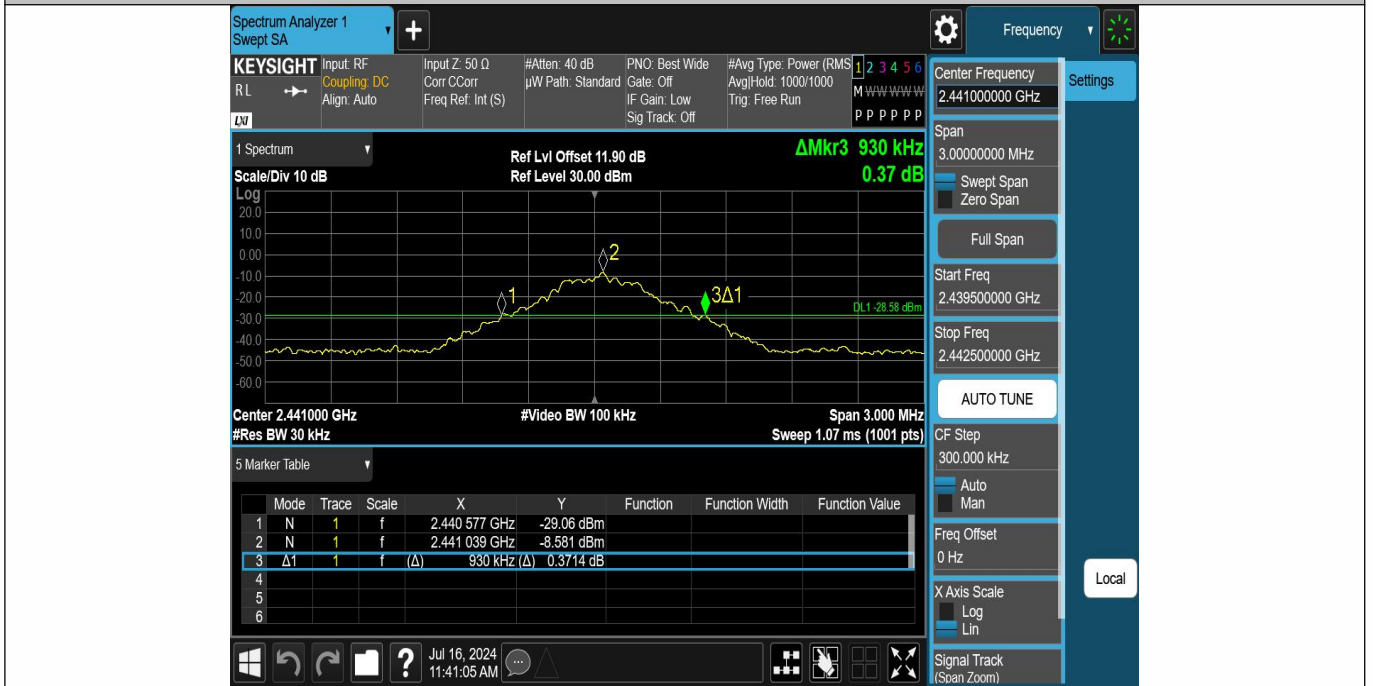 Spectrum Analyzer 1
Swept SA
+
Frequency
KEYSIGHT
RL
LXI
Input: RF
Coupling: DC
Align: Auto
Input Z: 50 Ω
Corr CCorr
Freq Ref: Int (S)
#Atten: 40 dB
µW Path: Standard
PNO: Best Wide
Gate: Off
IF Gain: Low
Sig Track: Off
#Avg Type: Power (RMS
Avg|Hold: 1000/1000
Trig: Free Run
1 2 3 4 5 6
M W W W W W
P P P P P P
1 Spectrum
Scale/Div 10 dB
Ref Lvl Offset 11.90 dB
Ref Level 30.00 dBm
ΔMkr3 930 kHz
0.37 dB
Log
20.0
10.0
0.00
-10.0
-20.0
-30.0
-40.0
-50.0
-60.0
1
2
3Δ1
DL1 -28.58 dBm
Center 2.441000 GHz
#Video BW 100 kHz
Span 3.000 MHz
#Res BW 30 kHz
Sweep 1.07 ms (1001 pts)
5 Marker Table
Mode Trace Scale X Y Function Function Width Function Value
1 N 1 f 2.440 577 GHz -29.06 dBm
2 N 1 f 2.441 039 GHz -8.581 dBm
3 Δ1 1 f (Δ) 930 kHz (Δ) 0.3714 dB
4
5
6
?
Jul 16, 2024
11:41:05 AM
Center Frequency
2.441000000 GHz
Settings
Span
3.00000000 MHz
Swept Span
Zero Span
Full Span
Start Freq
2.439500000 GHz
Stop Freq
2.442500000 GHz
AUTO TUNE
CF Step
300.000 kHz
Auto
Man
Freq Offset
0 Hz
X Axis Scale
Log
Lin
Signal Track
(Span Zoom)
Local